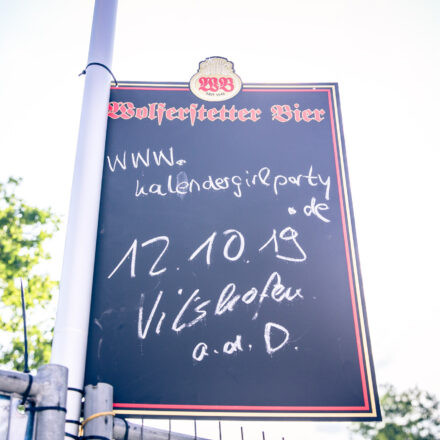 WB
Wolferstetter Bier
www.
kalendergirlparty
.de
12.10.19
Vilshofen
a.d.D.